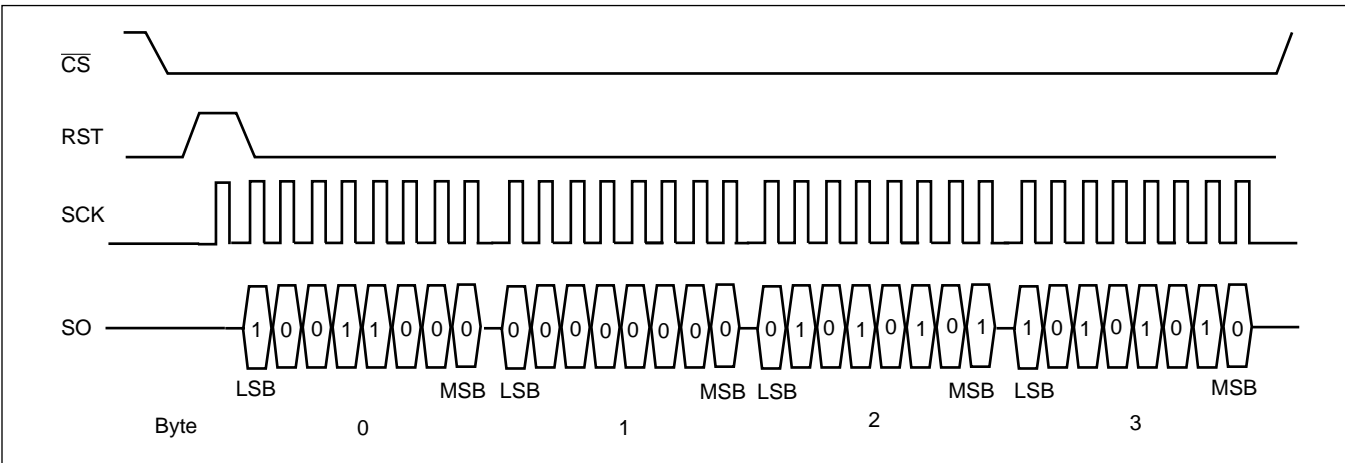 CS
RST
SCK
SO 1 0 0 1 1 0 0 0 0 0 0 0 0 0 0 0 0 1 0 1 0 1 0 1 1 0 1 0 1 0 1 0
LSB MSB LSB MSB LSB MSB LSB MSB
Byte 0 1 2 3